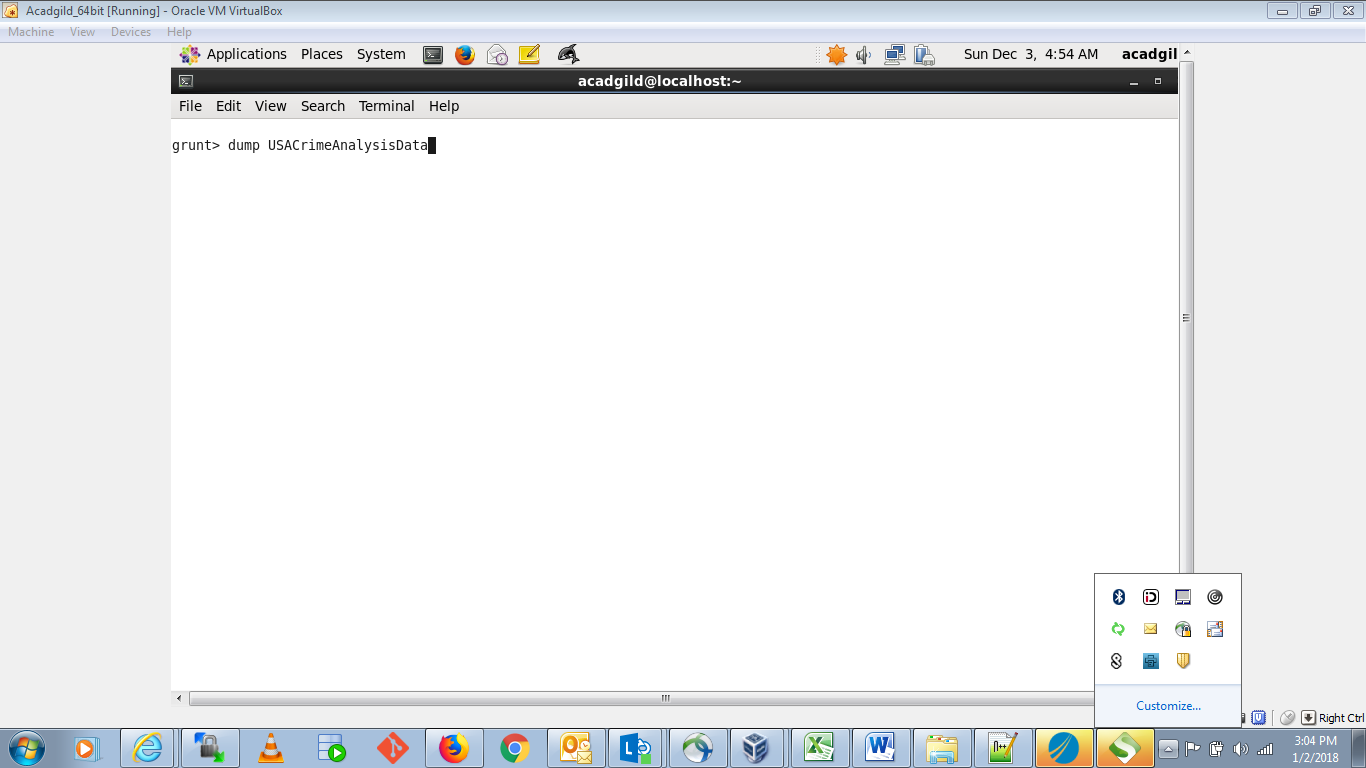 Acadgild_64bit [Running] - Oracle VM VirtualBox
Machine View Devices Help
Applications Places System Sun Dec 3, 4:54 AM acadgil
acadgild@localhost:~
File Edit View Search Terminal Help
grunt> dump USACrimeAnalysisData
Customize...
Right Ctrl
3:04 PM
1/2/2018